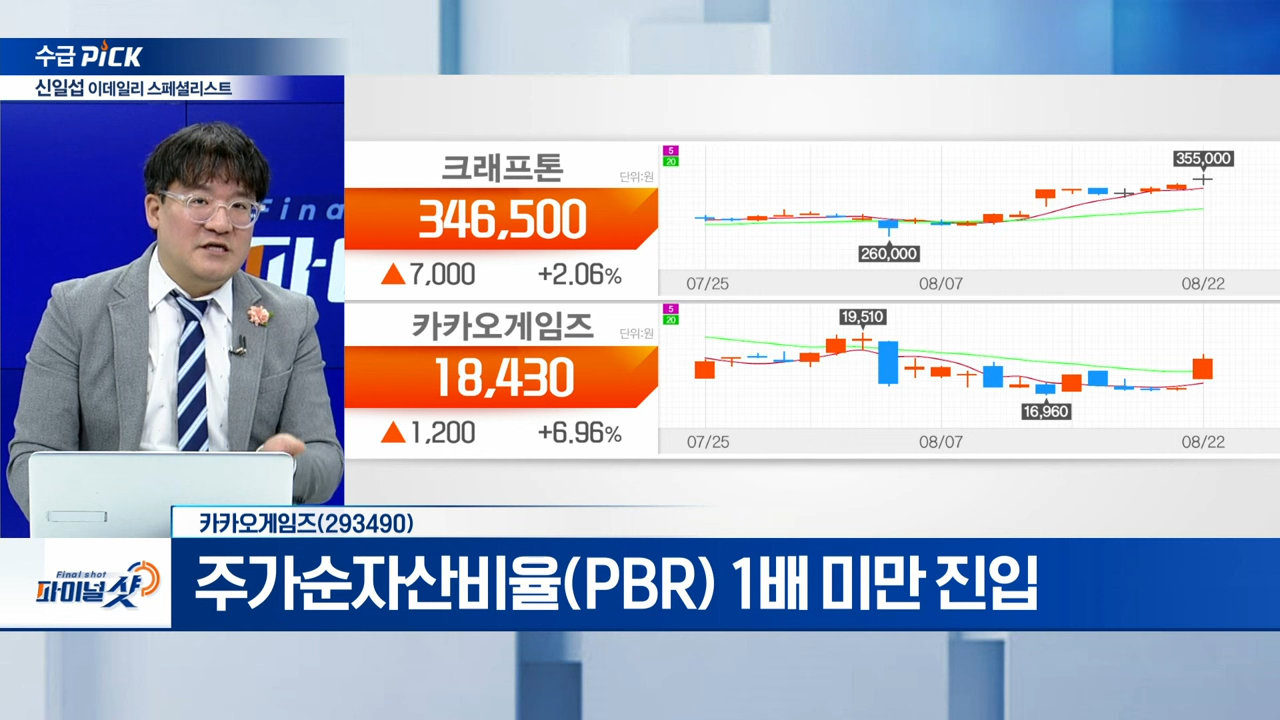 수급 PiCK
신일섭 이데일리 스페셜리스트
Fina
파이
크래프톤
단위:원
346,500
▲7,000 +2.06%
5
20
355,000
260,000
07/25 08/07 08/22
카카오게임즈
단위:원
18,430
▲1,200 +6.96%
5
20
19,510
16,960
07/25 08/07 08/22
카카오게임즈(293490)
Final shot
파이널샷
주가순자산비율(PBR) 1배 미만 진입